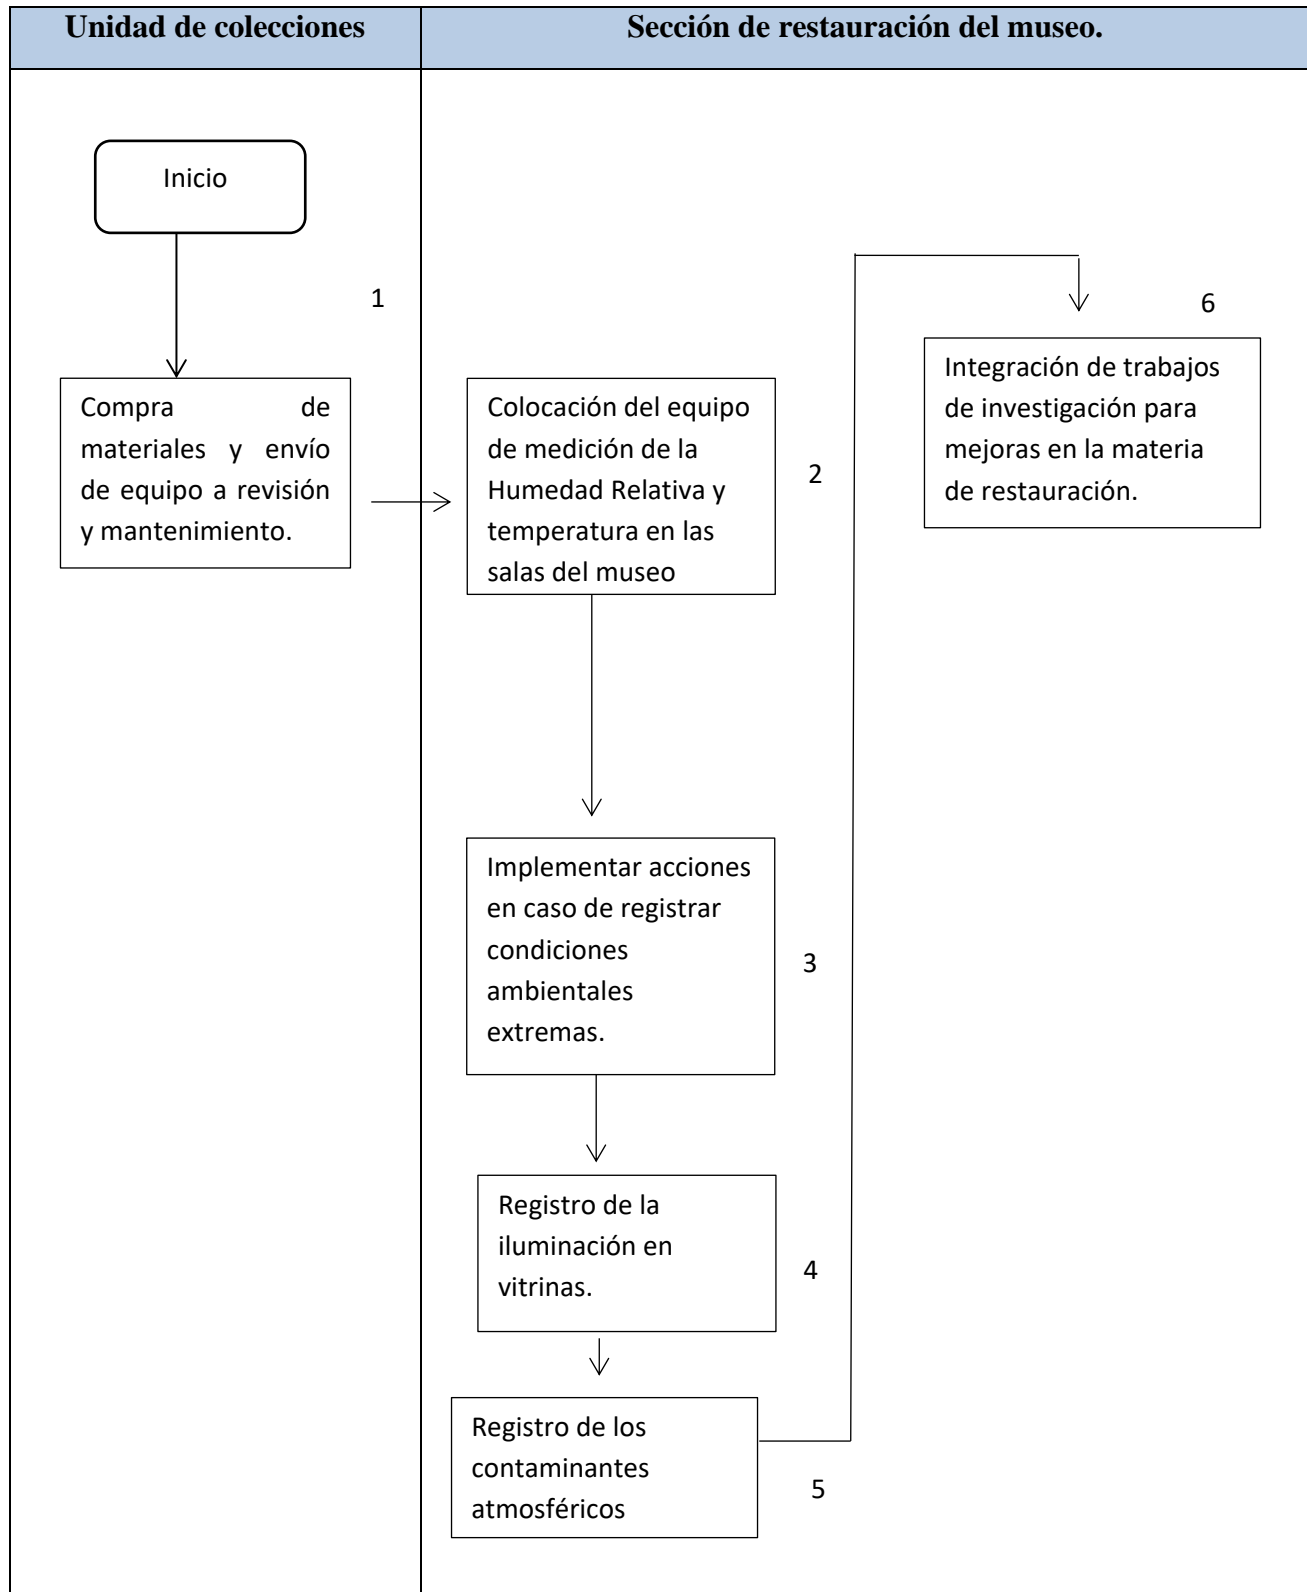 Unidad de colecciones
Sección de restauración del museo.
Inicio
1
Compra de
materiales y envío
de equipo a revisión
y mantenimiento.
Colocación del equipo
de medición de la
Humedad Relativa y
temperatura en las
salas del museo
2
Implementar acciones
en caso de registrar
condiciones
ambientales
extremas.
3
Registro de la
iluminación en
vitrinas.
4
Registro de los
contaminantes
atmosféricos
5
6
Integración de trabajos
de investigación para
mejoras en la materia
de restauración.